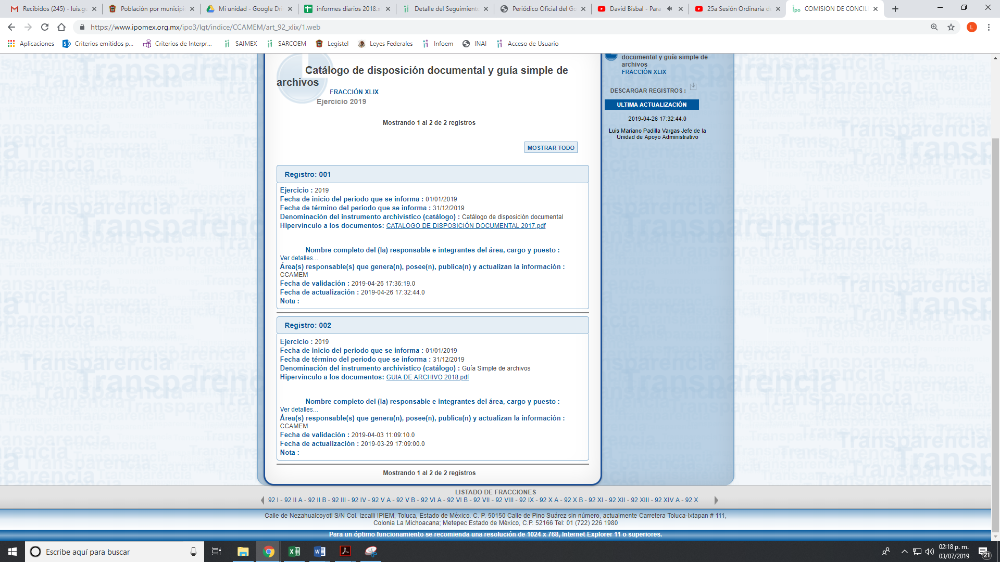 Recibidos (245) - luis.gu
Población por municipi
Mi unidad - Google Dri
informes diarios 2018.x
Detalle del Seguimiento
Periódico Oficial del Go
David Bisbal - Para
25a Sesión Ordinaria de
COMISION DE CONCIL
https://www.ipomex.org.mx/ipo3/lgt/indice/CCAMEM/art_92_xlix/1.web
L
Aplicaciones
Criterios emitidos p...
Criterios de Interpr...
SAIMEX
SARCOEM
Legistel
Leyes Federales
Infoem
INAI
Acceso de Usuario
Catálogo de disposición documental y guía simple de
archivos
FRACCIÓN XLIX
Ejercicio 2019
Mostrando 1 al 2 de 2 registros
MOSTRAR TODO
documental y guía simple de
archivos
FRACCIÓN XLIX
DESCARGAR REGISTROS :
ULTIMA ACTUALIZACIÓN
2019-04-26 17:32:44.0
Luis Mariano Padilla Vargas Jefe de la
Unidad de Apoyo Administrativo
Registro: 001
Ejercicio : 2019
Fecha de inicio del periodo que se informa : 01/01/2019
Fecha de término del periodo que se informa : 31/12/2019
Denominación del instrumento archivístico (catálogo) : Catálogo de disposición documental
Hipervínculo a los documentos: CATALOGO DE DISPOSICIÓN DOCUMENTAL 2017.pdf
Nombre completo del (la) responsable e integrantes del área, cargo y puesto :
Ver detalles...
Área(s) responsable(s) que genera(n), posee(n), publica(n) y actualizan la información :
CCAMEM
Fecha de validación : 2019-04-26 17:36:19.0
Fecha de actualización : 2019-04-26 17:32:44.0
Nota :
Registro: 002
Ejercicio : 2019
Fecha de inicio del periodo que se informa : 01/01/2019
Fecha de término del periodo que se informa : 31/12/2019
Denominación del instrumento archivístico (catálogo) : Guía Simple de archivos
Hipervínculo a los documentos: GUIA DE ARCHIVO 2018.pdf
Nombre completo del (la) responsable e integrantes del área, cargo y puesto :
Ver detalles...
Área(s) responsable(s) que genera(n), posee(n), publica(n) y actualizan la información :
CCAMEM
Fecha de validación : 2019-04-03 11:09:10.0
Fecha de actualización : 2019-03-29 17:09:00.0
Nota :
Mostrando 1 al 2 de 2 registros
LISTADO DE FRACCIONES
92 I - 92 II A - 92 II B - 92 III - 92 IV - 92 V A - 92 V B - 92 VI A - 92 VI B - 92 VII - 92 VIII - 92 IX - 92 X A - 92 X B - 92 XI - 92 XII - 92 XIII - 92 XIV A - 92 X
Calle de Nezahualcoyotl S/N Col. Izcalli IPIEM, Toluca, Estado de México. C. P. 50150 Calle de Pino Suárez sin número, actualmente Carretera Toluca-Ixtapan # 111,
Colonia La Michoacana; Metepec Estado de México, C.P. 52166 Tel: 01 (722) 226 1980
Para un óptimo funcionamiento se recomienda una resolución de 1024 x 768, Internet Explorer 11 o superiores.
Escribe aquí para buscar
02:18 p. m.
03/07/2019
21